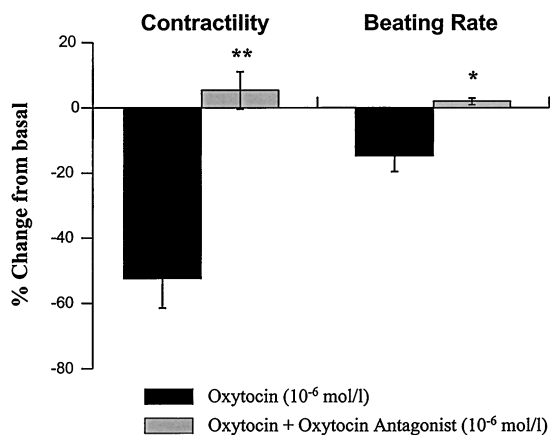 Contractility Beating Rate
20
** 
*
0
-20
-40
-60
-80
% Change from basal
Oxytocin (10-6 mol/l)
Oxytocin + Oxytocin Antagonist (10-6 mol/l)